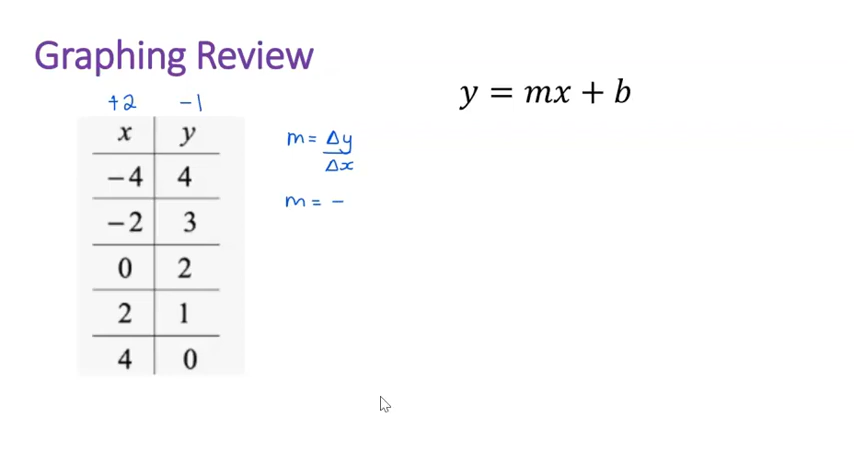 Graphing Review
y = mx + b
+2 -1
x y
-4 4
-2 3
0 2
2 1
4 0
m = Δy
Δx
m = -